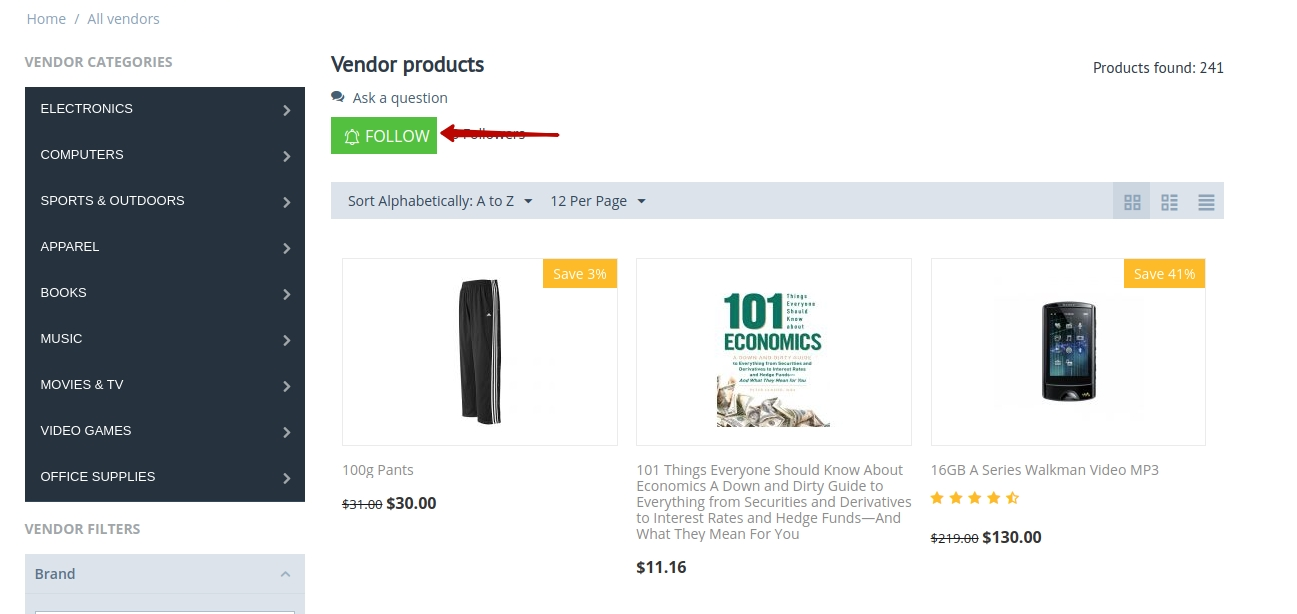 Home / All vendors
VENDOR CATEGORIES
ELECTRONICS
COMPUTERS
SPORTS & OUTDOORS
APPAREL
BOOKS
MUSIC
MOVIES & TV
VIDEO GAMES
OFFICE SUPPLIES
VENDOR FILTERS
Brand
Vendor products
Products found: 241
Ask a question
FOLLOW
Followers
Sort Alphabetically: A to Z
12 Per Page
Save 3%
100g Pants
$31.00 $30.00
101
Things
Everyone
Should
Know
about
ECONOMICS
A DOWN AND DIRTY GUIDE
to Everything from Securities and
Derivatives to Interest Rates
and Hedge Funds—
And What They Mean for You
101 Things Everyone Should Know About
Economics A Down and Dirty Guide to
Everything from Securities and Derivatives
to Interest Rates and Hedge Funds—And
What They Mean For You
$11.16
Save 41%
16GB A Series Walkman Video MP3
$219.00 $130.00